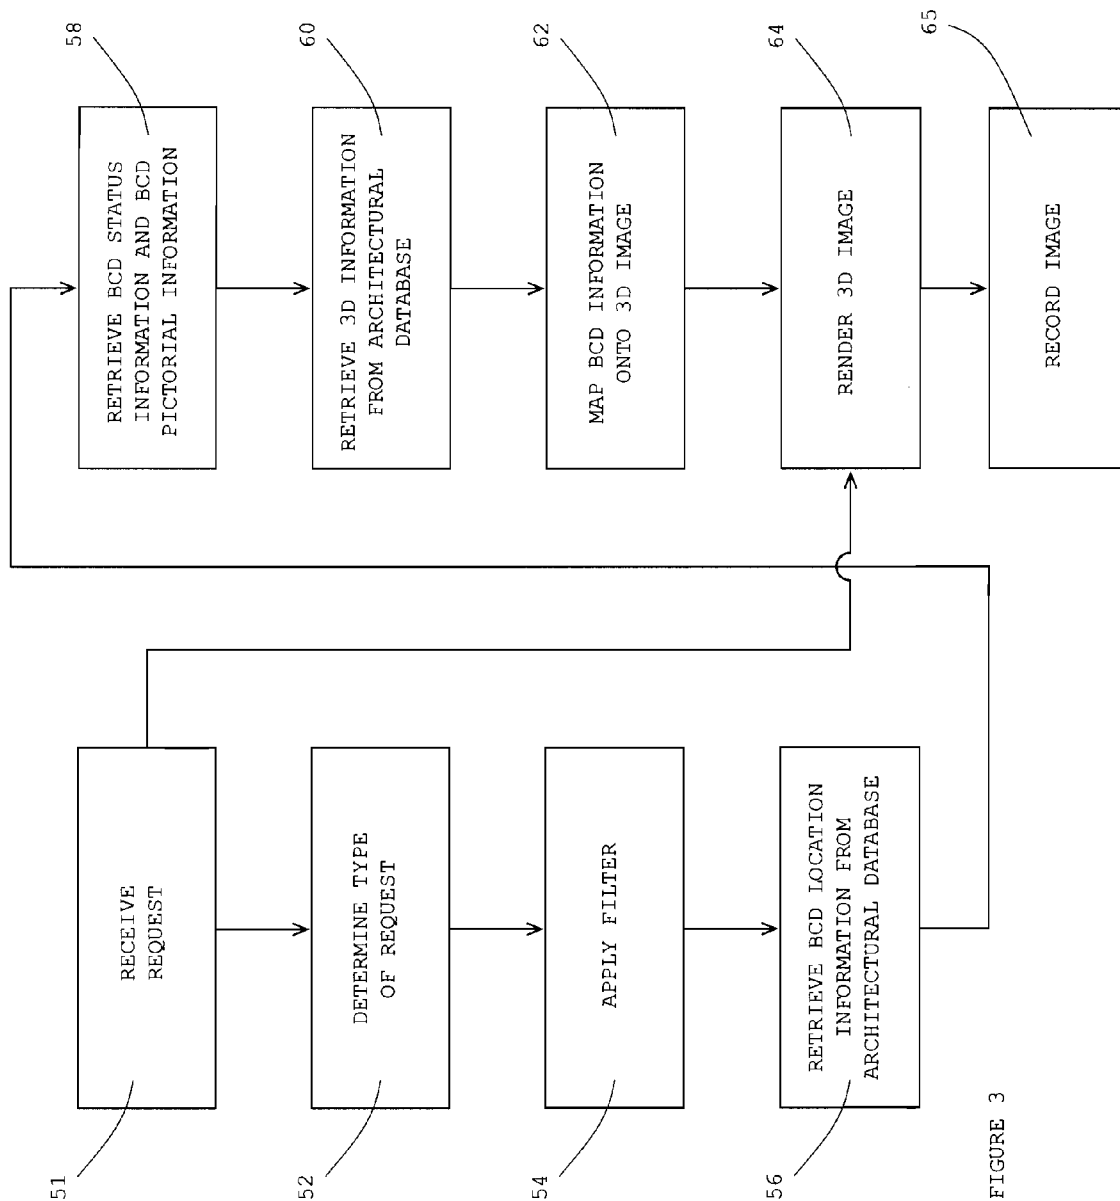 51
RECEIVE
REQUEST
52
DETERMINE TYPE
OF REQUEST
54
APPLY FILTER
56
RETRIEVE BCD LOCATION
INFORMATION FROM
ARCHITECTURAL DATABASE
58
RETRIEVE BCD STATUS
INFORMATION AND BCD
PICTORIAL INFORMATION
60
RETRIEVE 3D INFORMATION
FROM ARCHITECTURAL
DATABASE
62
MAP BCD INFORMATION
ONTO 3D IMAGE
64
RENDER 3D IMAGE
65
RECORD IMAGE
FIGURE 3